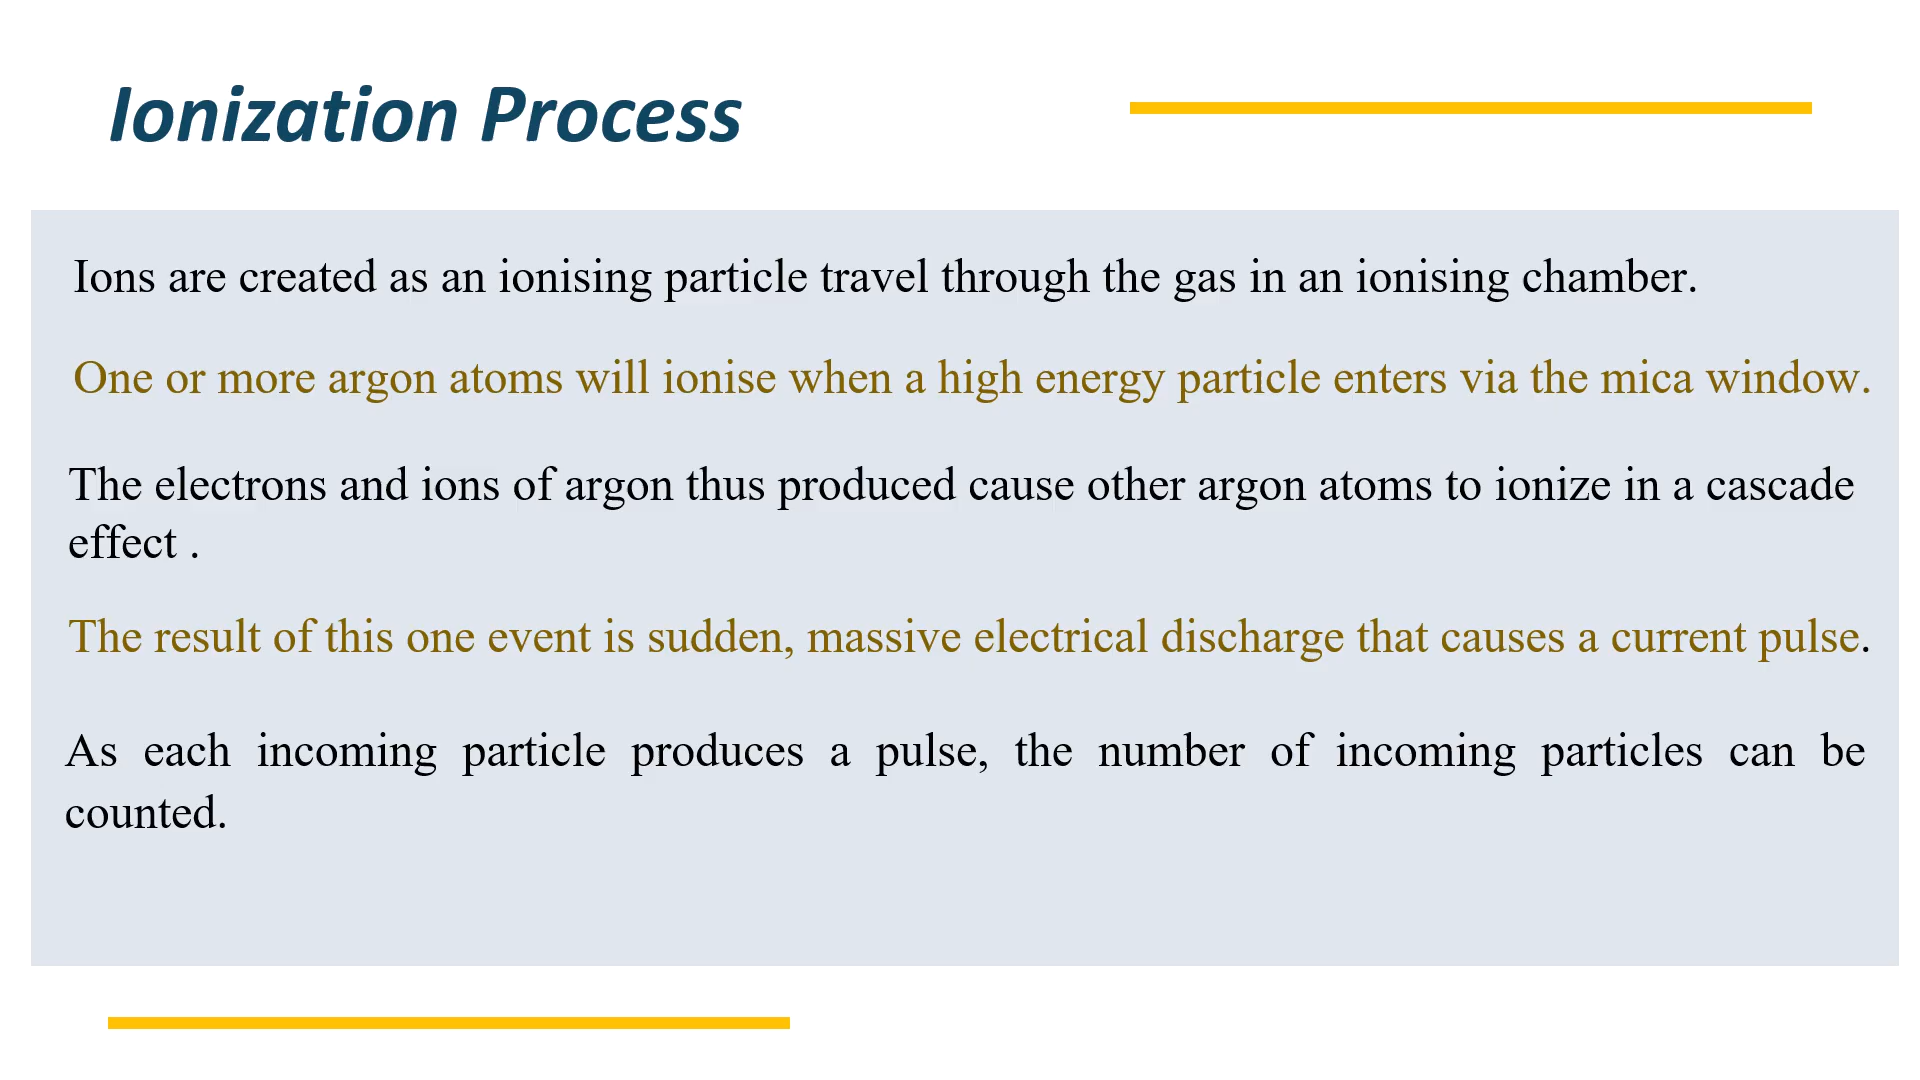 Ionization Process
Ions are created as an ionising particle travel through the gas in an ionising chamber.
One or more argon atoms will ionise when a high energy particle enters via the mica window.
The electrons and ions of argon thus produced cause other argon atoms to ionize in a cascade
effect .
The result of this one event is sudden, massive electrical discharge that causes a current pulse.
As each incoming particle produces a pulse, the number of incoming particles can be
counted.